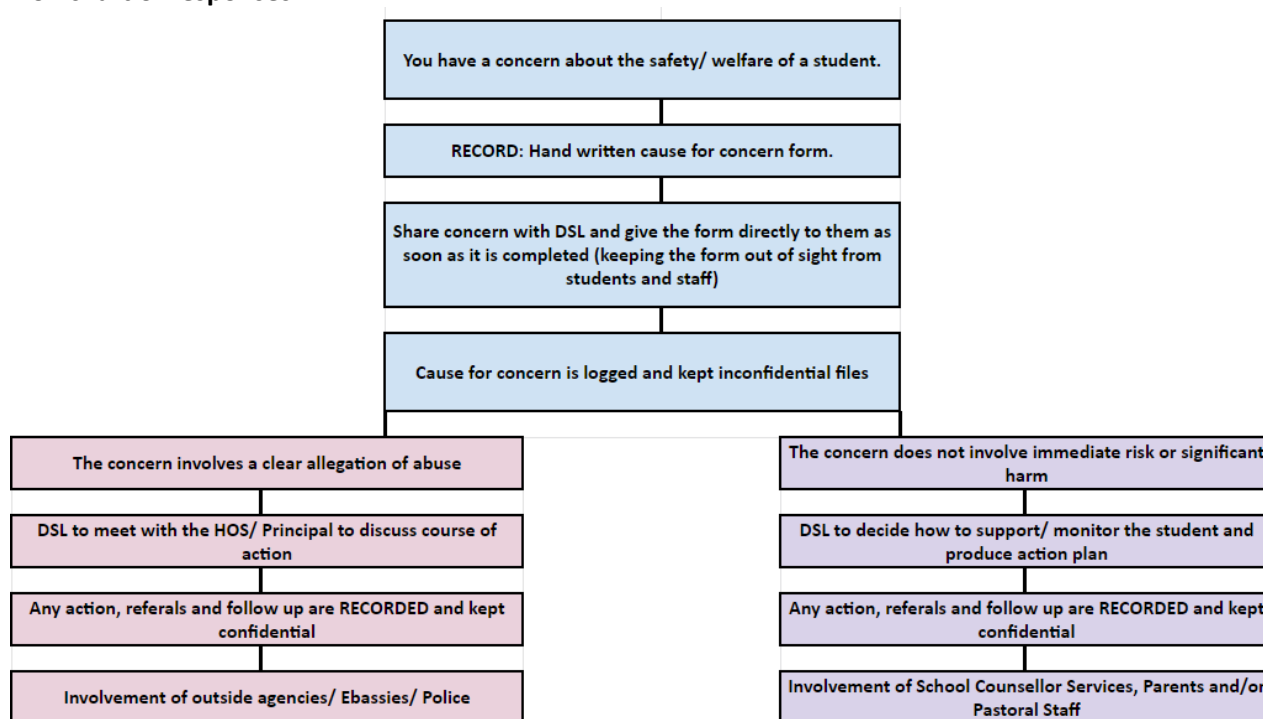 You have a concern about the safety/ welfare of a student.
RECORD: Hand written cause for concern form.
Share concern with DSL and give the form directly to them as
soon as it is completed (keeping the form out of sight from
students and staff)
Cause for concern is logged and kept inconfidential files
The concern involves a clear allegation of abuse
DSL to meet with the HOS/ Principal to discuss course of
action
Any action, referrals and follow up are RECORDED and kept
confidential
Involvement of outside agencies/ Ebassies/ Police
The concern does not involve immediate risk or significant
harm
DSL to decide how to support/ monitor the student and
produce action plan
Any action, referrals and follow up are RECORDED and kept
confidential
Involvement of School Counsellor Services, Parents and/or
Pastoral Staff